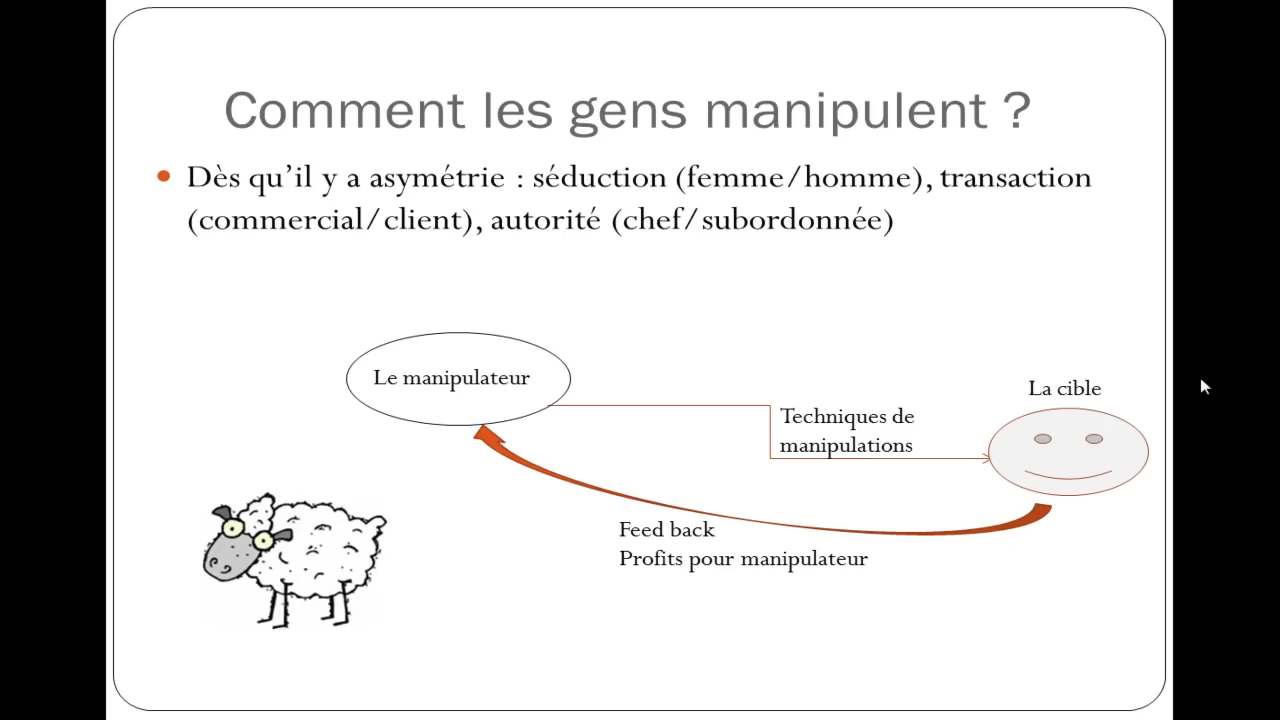 Comment les gens manipulent ?
Dès qu’il y a asymétrie : séduction (femme/homme), transaction
(commercial/client), autorité (chef/subordonnée)
Le manipulateur
La cible
Techniques de
manipulations
Feed back
Profits pour manipulateur